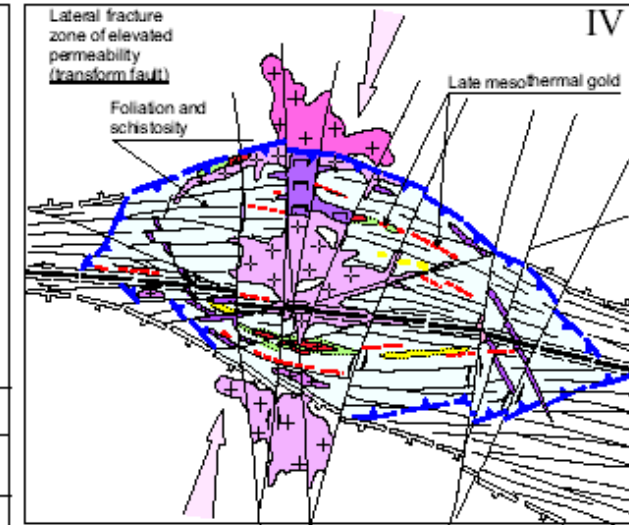 Lateral fracture
zone of elevated
permeability
(transform fault)
IV
Late mesothermal gold
Foliation and
schistosity